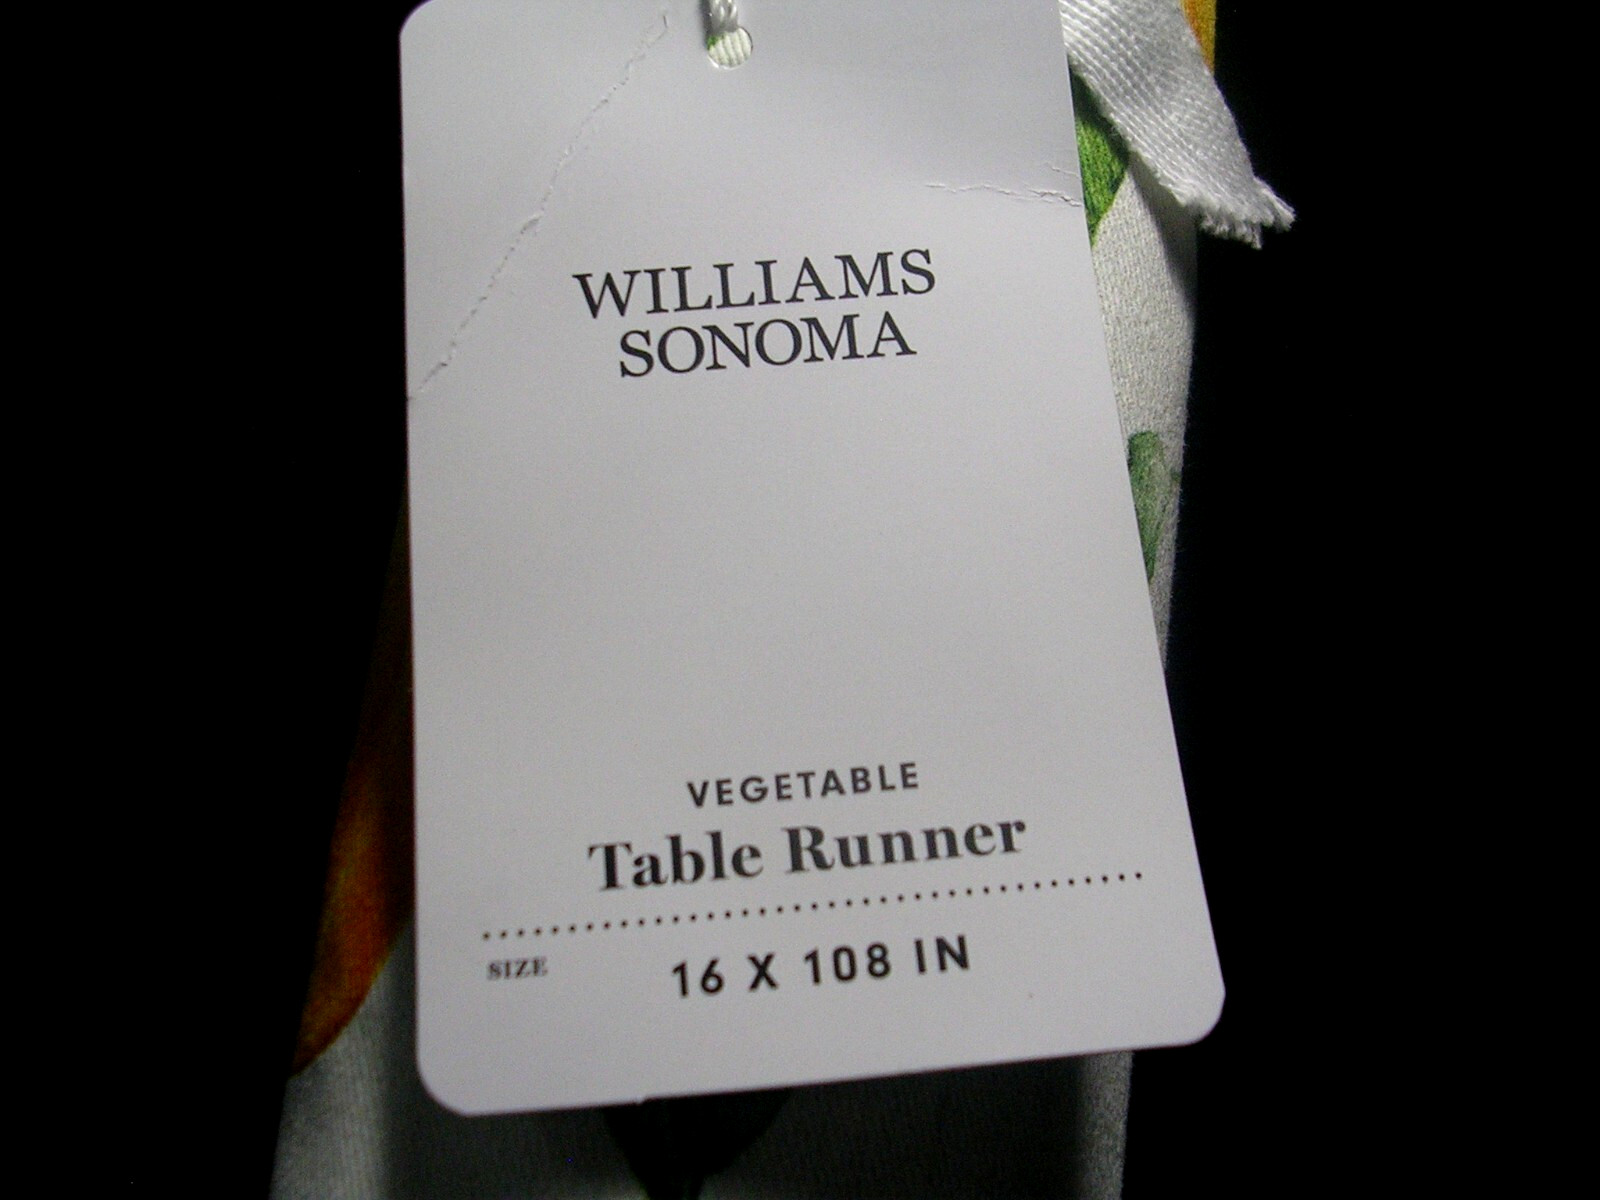 WILLIAMS
SONOMA
VEGETABLE
Table Runner
SIZE 16 X 108 IN